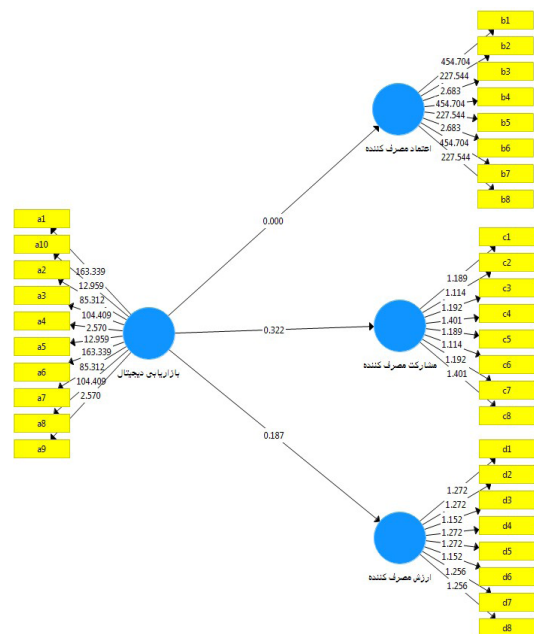 b1
b2
b3
b4
b5
b6
b7
b8
454.704
227.544
2.683
454.704
227.544
2.683
454.704
227.544
اعتماد مصرف کننده
0.000
a1
a10
a2
a3
a4
a5
a6
a7
a8
a9
163.339
12.959
85.312
104.409
2.570
12.959
163.339
85.312
104.409
2.570
بازاریابی دیجیتال
0.322
c1
c2
c3
c4
c5
c6
c7
c8
1.189
1.114
1.192
1.401
1.189
1.114
1.192
1.401
مشارکت مصرف کننده
0.187
d1
d2
d3
d4
d5
d6
d7
d8
1.272
1.272
1.152
1.272
1.272
1.152
1.256
1.256
ارزش مصرف کننده